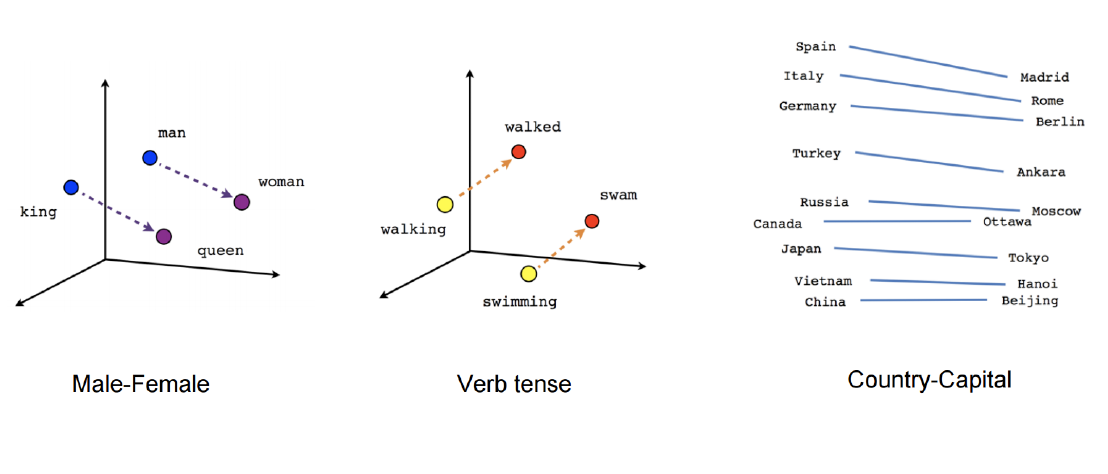 man
woman
king
queen
Male-Female
walked
swam
walking
swimming
Verb tense
Spain Madrid
Italy Rome
Germany Berlin
Turkey Ankara
Russia Moscow
Canada Ottawa
Japan Tokyo
Vietnam Hanoi
China Beijing
Country-Capital